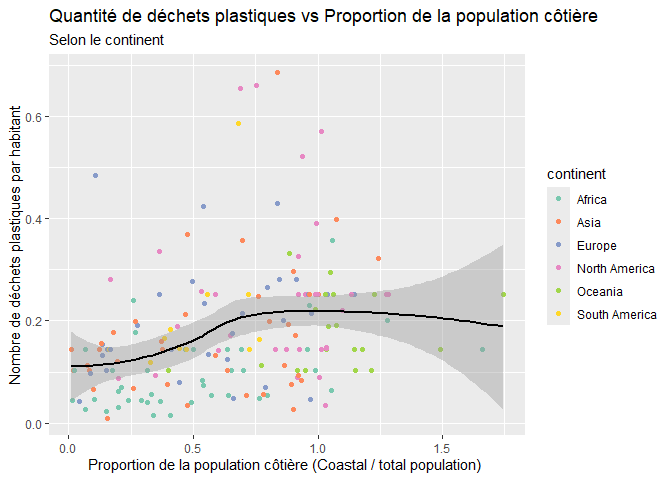 Quantité de déchets plastiques vs Proportion de la population côtière
Selon le continent
Nombre de déchets plastiques par habitant
0.6
0.4
0.2
0.0
0.0 0.5 1.0 1.5
Proportion de la population côtière (Coastal / total population)
continent
Africa
Asia
Europe
North America
Oceania
South America